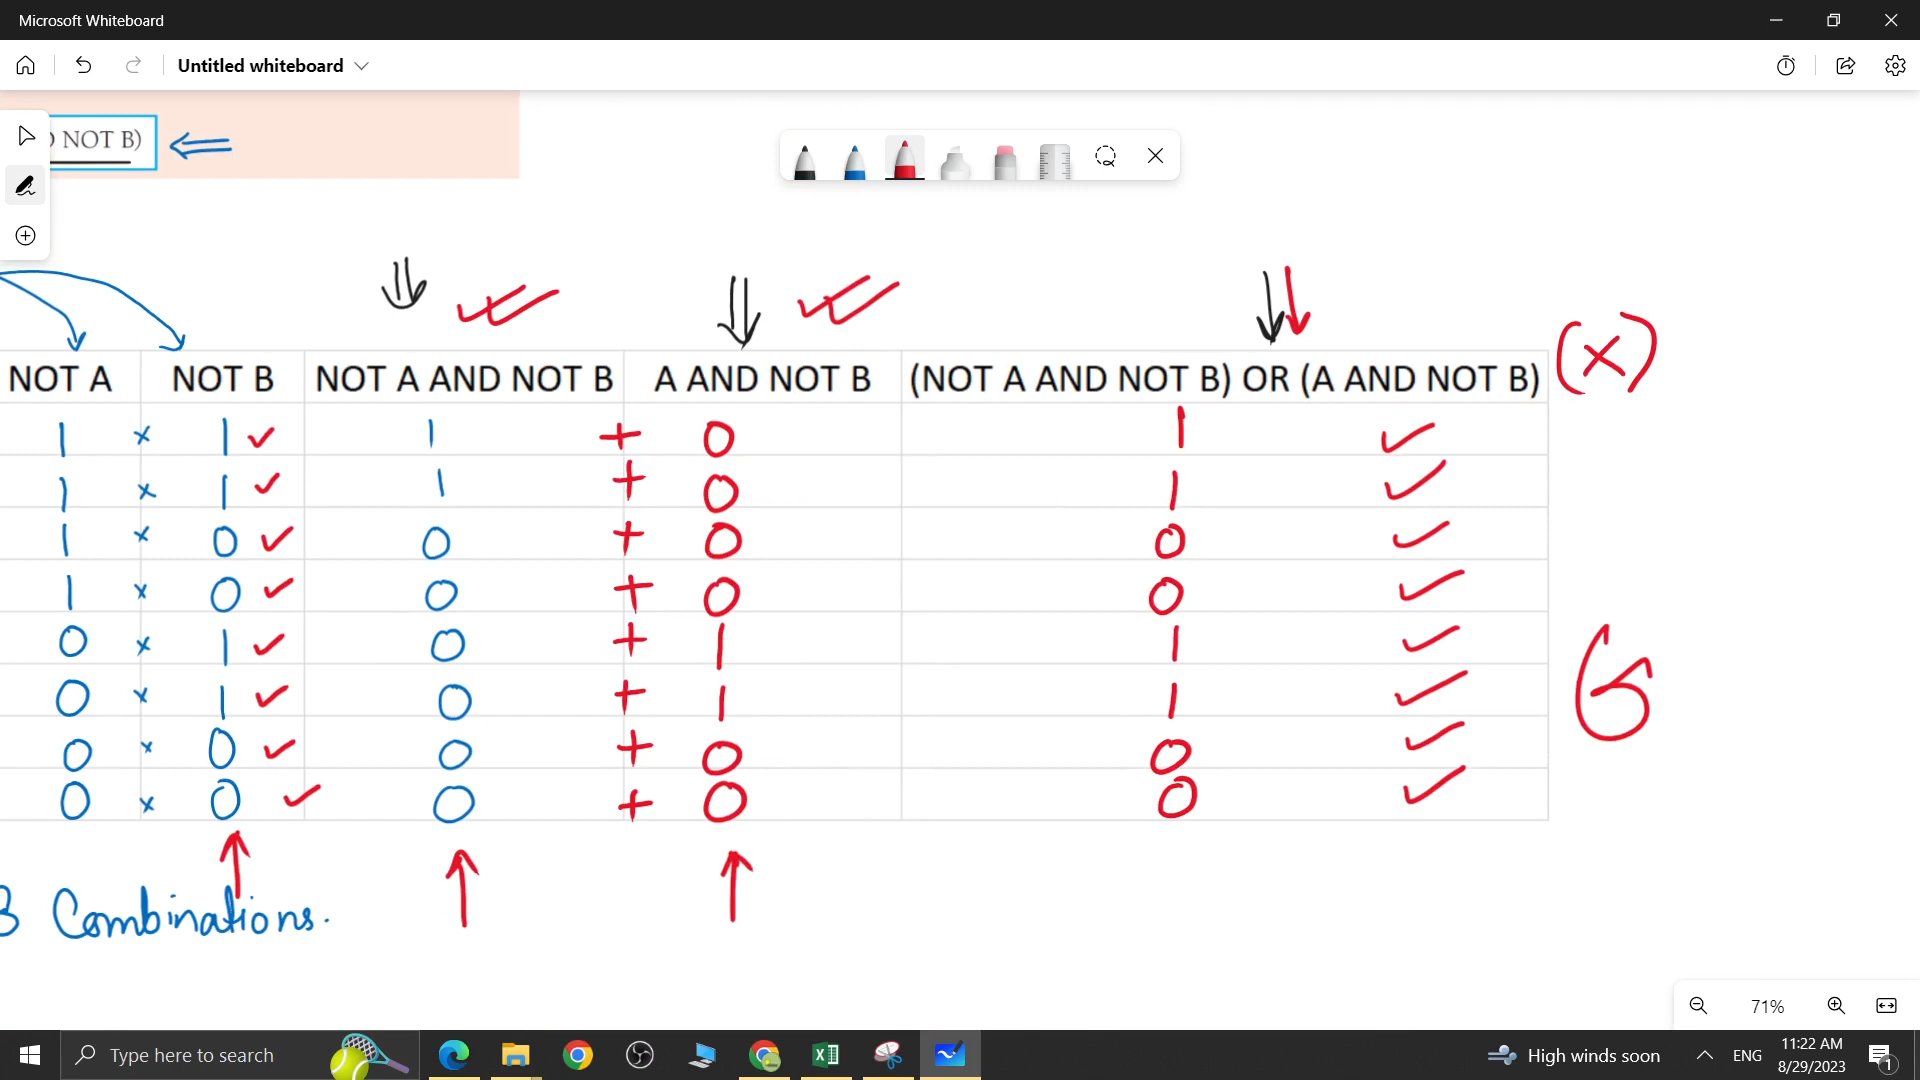 Microsoft Whiteboard
Untitled whiteboard
NOT B)
(X)
NOT A NOT B NOT A AND NOT B A AND NOT B (NOT A AND NOT B) OR (A AND NOT B)
1 × 1 ✓ 1 + 0 1 ✓
1 × 1 ✓ 1 + 0 1 ✓
1 × 0 ✓ 0 + 0 0 ✓
1 × 0 ✓ 0 + 0 0 ✓
0 × 1 ✓ 0 + 1 1 ✓
0 × 1 ✓ 0 + 1 1 ✓
0 × 0 ✓ 0 + 0 0 ✓
0 × 0 ✓ 0 + 0 0 ✓
Combinations.
71%
Type here to search
High winds soon
ENG
11:22 AM
8/29/2023
1